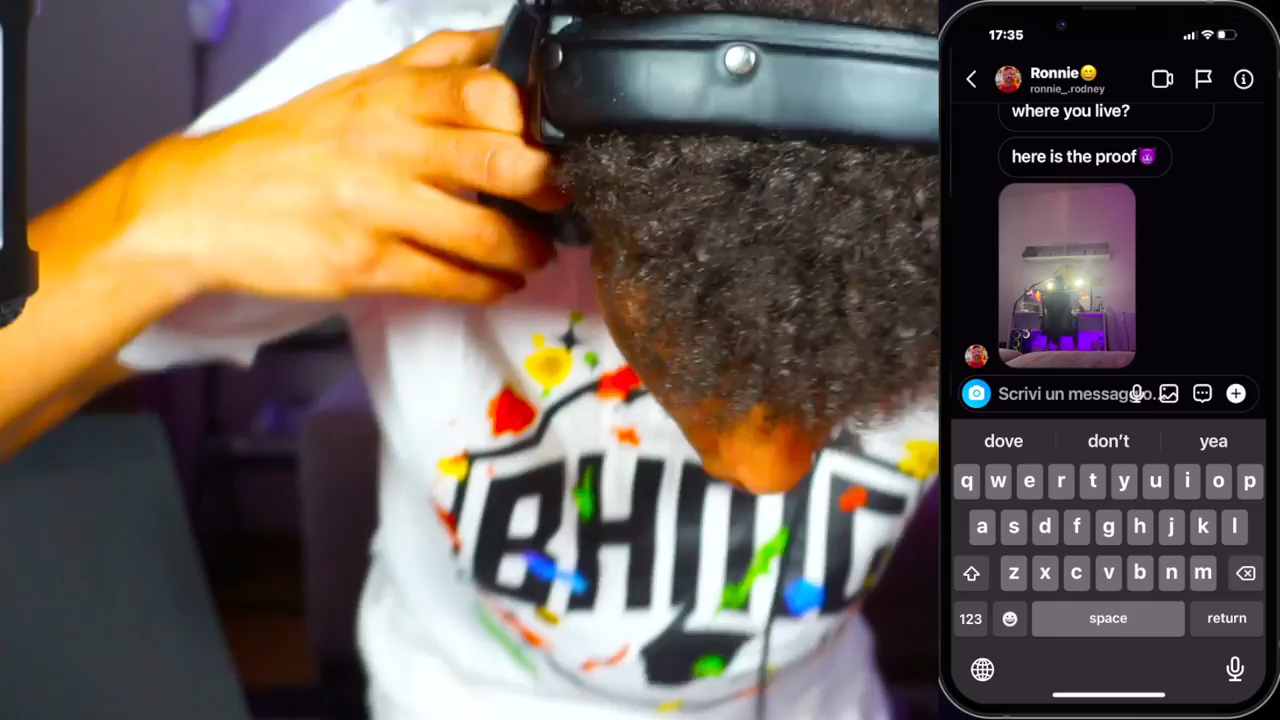 BHNC
17:35
Ronnie😄
ronnie_.rodney
where you live?
here is the proof😈
Scrivi un messaggio...
dove don't yea
q w e r t y u i o p
a s d f g h j k l
z x c v b n m
123 space return